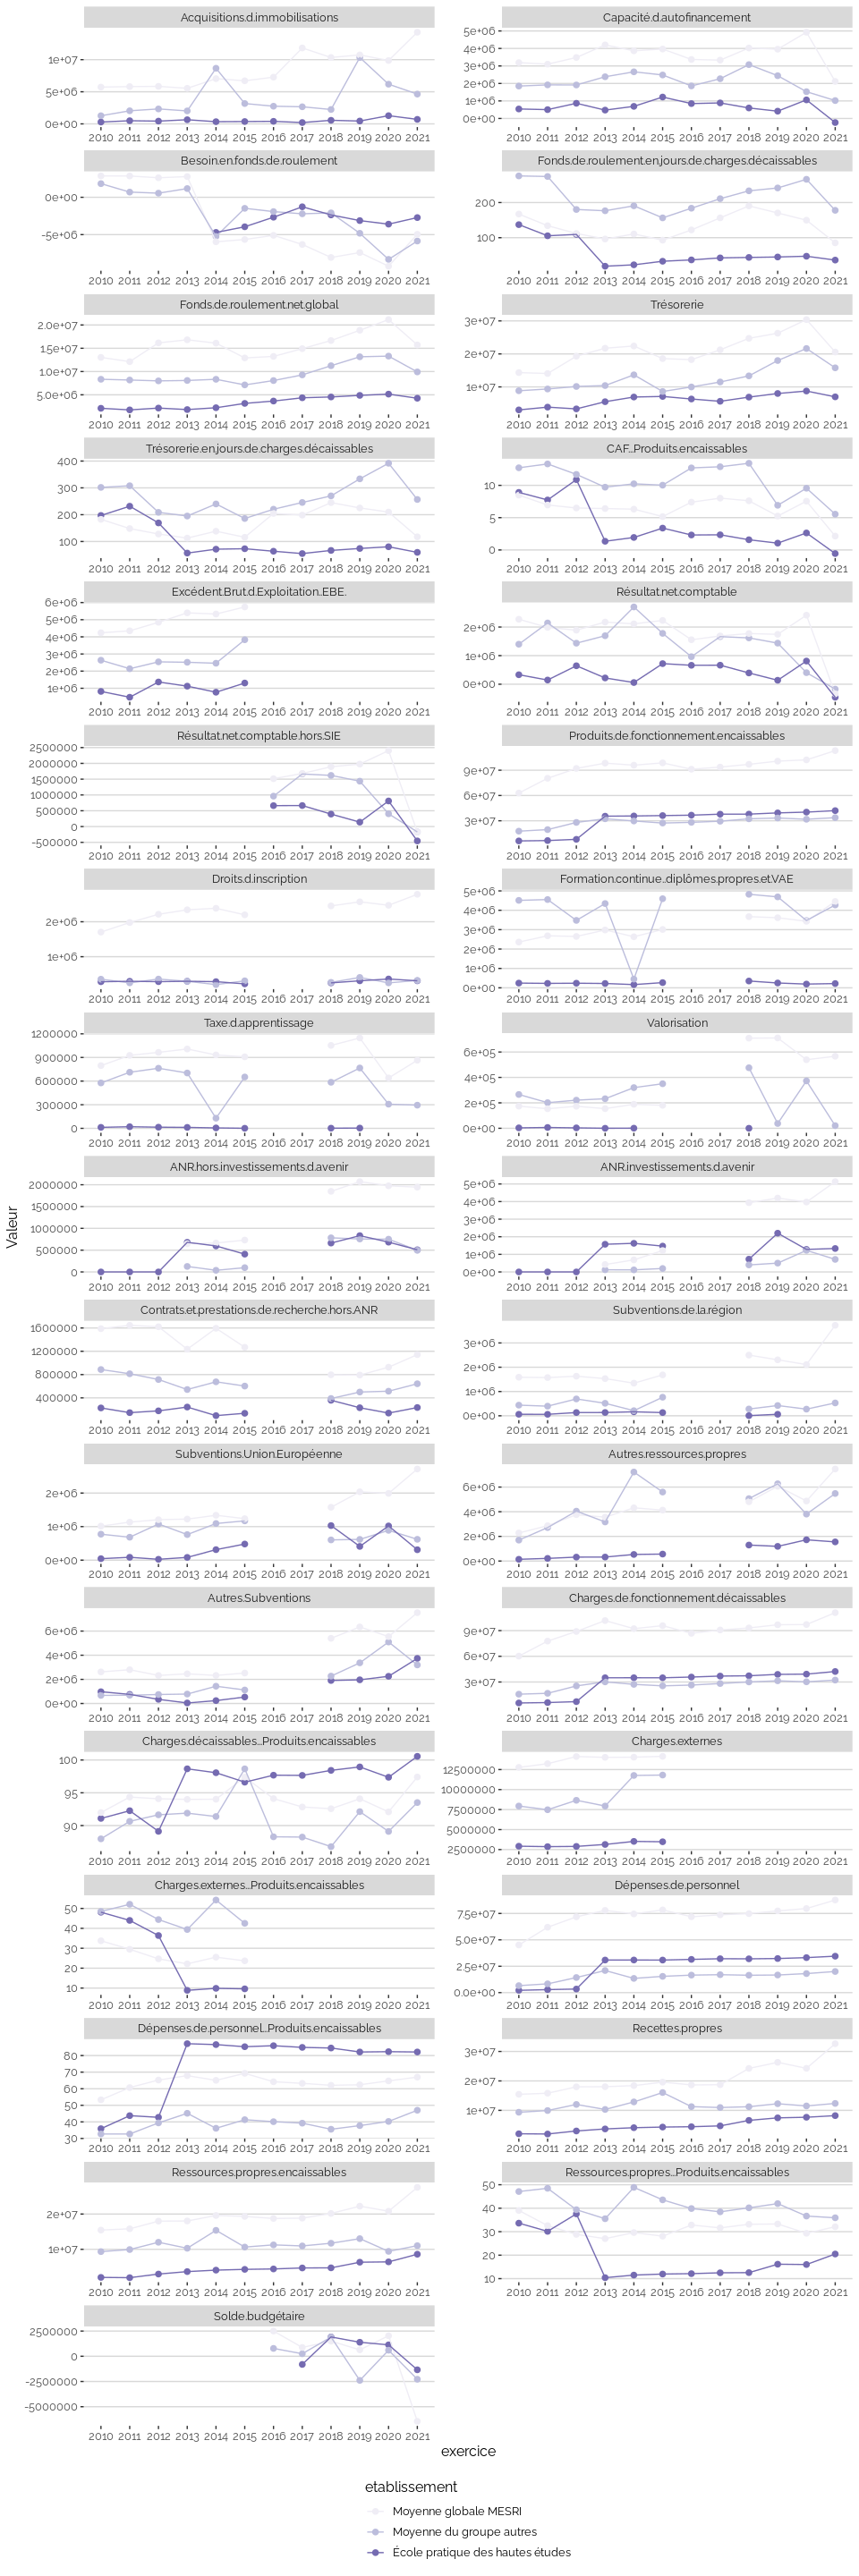 Acquisitions.d.immobilisations
1e+07
5e+06
0e+00
2010 2011 2012 2013 2014 2015 2016 2017 2018 2019 2020 2021
Capacité.d.autofinancement
5e+06
4e+06
3e+06
2e+06
1e+06
0e+00
2010 2011 2012 2013 2014 2015 2016 2017 2018 2019 2020 2021
Besoin.en.fonds.de.roulement
0e+00
-5e+06
2010 2011 2012 2013 2014 2015 2016 2017 2018 2019 2020 2021
Fonds.de.roulement.en.jours.de.charges.décaissables
200
100
2010 2011 2012 2013 2014 2015 2016 2017 2018 2019 2020 2021
Fonds.de.roulement.net.global
2.0e+07
1.5e+07
1.0e+07
5.0e+06
2010 2011 2012 2013 2014 2015 2016 2017 2018 2019 2020 2021
Trésorerie
3e+07
2e+07
1e+07
2010 2011 2012 2013 2014 2015 2016 2017 2018 2019 2020 2021
Trésorerie.en.jours.de.charges.décaissables
400
300
200
100
2010 2011 2012 2013 2014 2015 2016 2017 2018 2019 2020 2021
CAF...Produits.encaissables
10
5
0
2010 2011 2012 2013 2014 2015 2016 2017 2018 2019 2020 2021
Excédent.Brut.d.Exploitation..EBE.
6e+06
5e+06
4e+06
3e+06
2e+06
1e+06
2010 2011 2012 2013 2014 2015 2016 2017 2018 2019 2020 2021
Résultat.net.comptable
2e+06
1e+06
0e+00
2010 2011 2012 2013 2014 2015 2016 2017 2018 2019 2020 2021
Résultat.net.comptable.hors.SIE
2500000
2000000
1500000
1000000
500000
0
-500000
2010 2011 2012 2013 2014 2015 2016 2017 2018 2019 2020 2021
Produits.de.fonctionnement.encaissables
9e+07
6e+07
3e+07
2010 2011 2012 2013 2014 2015 2016 2017 2018 2019 2020 2021
Droits.d.inscription
2e+06
1e+06
2010 2011 2012 2013 2014 2015 2016 2017 2018 2019 2020 2021
Formation.continue..diplômes.propres.et.VAE
5e+06
4e+06
3e+06
2e+06
1e+06
0e+00
2010 2011 2012 2013 2014 2015 2016 2017 2018 2019 2020 2021
Taxe.d.apprentissage
1200000
900000
600000
300000
0
2010 2011 2012 2013 2014 2015 2016 2017 2018 2019 2020 2021
Valorisation
6e+05
4e+05
2e+05
0e+00
2010 2011 2012 2013 2014 2015 2016 2017 2018 2019 2020 2021
Valeur
ANR.hors.investissements.d.avenir
2000000
1500000
1000000
500000
0
2010 2011 2012 2013 2014 2015 2016 2017 2018 2019 2020 2021
ANR.investissements.d.avenir
5e+06
4e+06
3e+06
2e+06
1e+06
0e+00
2010 2011 2012 2013 2014 2015 2016 2017 2018 2019 2020 2021
Contrats.et.prestations.de.recherche.hors.ANR
1600000
1200000
800000
400000
2010 2011 2012 2013 2014 2015 2016 2017 2018 2019 2020 2021
Subventions.de.la.région
3e+06
2e+06
1e+06
0e+00
2010 2011 2012 2013 2014 2015 2016 2017 2018 2019 2020 2021
Subventions.Union.Européenne
2e+06
1e+06
0e+00
2010 2011 2012 2013 2014 2015 2016 2017 2018 2019 2020 2021
Autres.ressources.propres
6e+06
4e+06
2e+06
0e+00
2010 2011 2012 2013 2014 2015 2016 2017 2018 2019 2020 2021
Autres.Subventions
6e+06
4e+06
2e+06
0e+00
2010 2011 2012 2013 2014 2015 2016 2017 2018 2019 2020 2021
Charges.de.fonctionnement.décaissables
9e+07
6e+07
3e+07
2010 2011 2012 2013 2014 2015 2016 2017 2018 2019 2020 2021
Charges.décaissables...Produits.encaissables
100
95
90
2010 2011 2012 2013 2014 2015 2016 2017 2018 2019 2020 2021
Charges.externes
12500000
10000000
7500000
5000000
2500000
2010 2011 2012 2013 2014 2015 2016 2017 2018 2019 2020 2021
Charges.externes...Produits.encaissables
50
40
30
20
10
2010 2011 2012 2013 2014 2015 2016 2017 2018 2019 2020 2021
Dépenses.de.personnel
7.5e+07
5.0e+07
2.5e+07
0.0e+00
2010 2011 2012 2013 2014 2015 2016 2017 2018 2019 2020 2021
Dépenses.de.personnel...Produits.encaissables
80
70
60
50
40
30
2010 2011 2012 2013 2014 2015 2016 2017 2018 2019 2020 2021
Recettes.propres
3e+07
2e+07
1e+07
2010 2011 2012 2013 2014 2015 2016 2017 2018 2019 2020 2021
Ressources.propres.encaissables
2e+07
1e+07
2010 2011 2012 2013 2014 2015 2016 2017 2018 2019 2020 2021
Ressources.propres...Produits.encaissables
50
40
30
20
10
2010 2011 2012 2013 2014 2015 2016 2017 2018 2019 2020 2021
Solde.budgétaire
2500000
0
-2500000
-5000000
2010 2011 2012 2013 2014 2015 2016 2017 2018 2019 2020 2021
exercice
etablissement
Moyenne globale MESRI
Moyenne du groupe autres
École pratique des hautes études